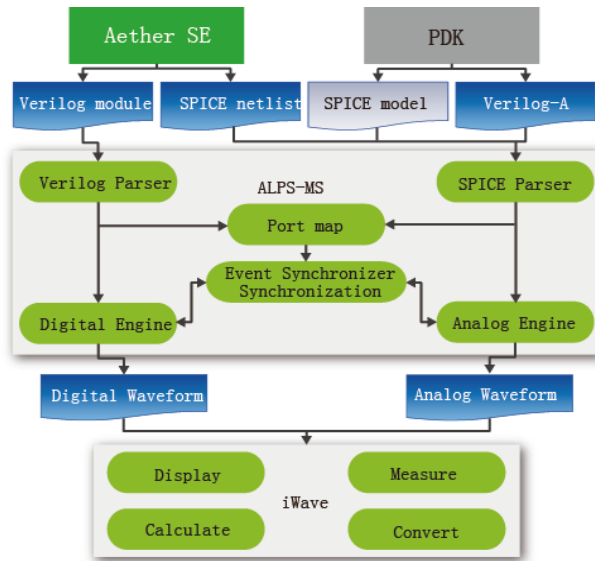 Aether SE
PDK
Verilog module
SPICE netlist
SPICE model
Verilog-A
Verilog Parser
ALPS-MS
SPICE Parser
Port map
Event Synchronizer
Synchronization
Digital Engine
Analog Engine
Digital Waveform
Analog Waveform
Display
Measure
iWave
Calculate
Convert